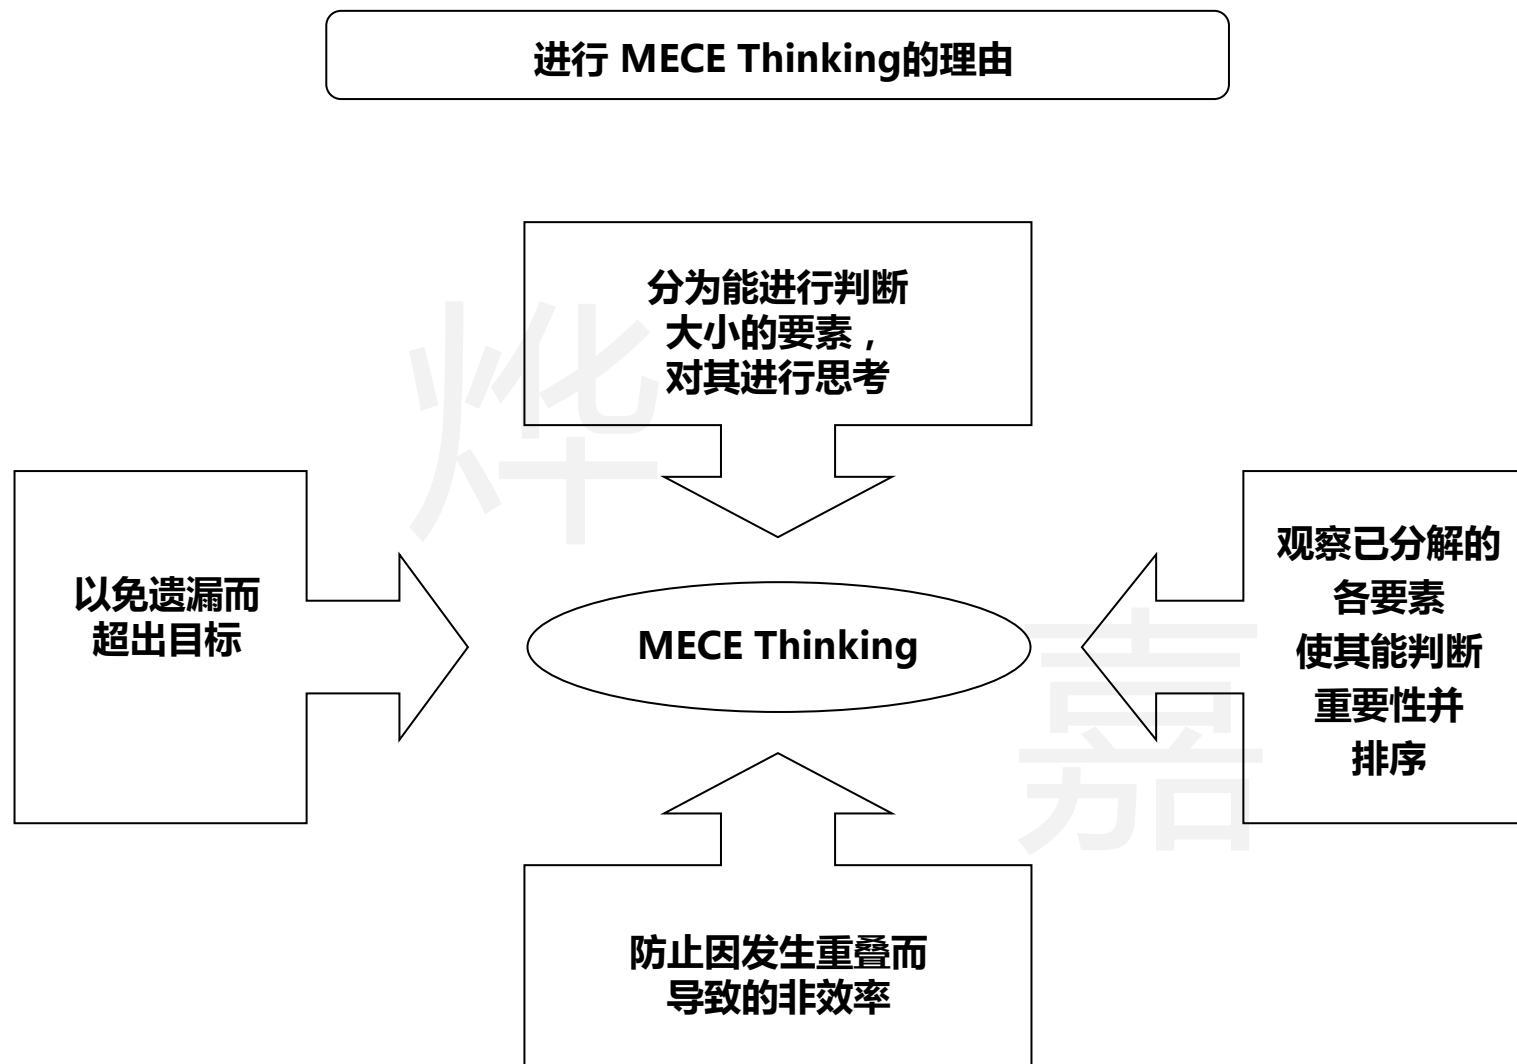 进行 MECE Thinking的理由
分为能进行判断
大小的要素，
对其进行思考
以免遗漏而
超出目标
MECE Thinking
观察已分解的
各要素
使其能判断
重要性并
排序
防止因发生重叠而
导致的非效率
烨
嘉